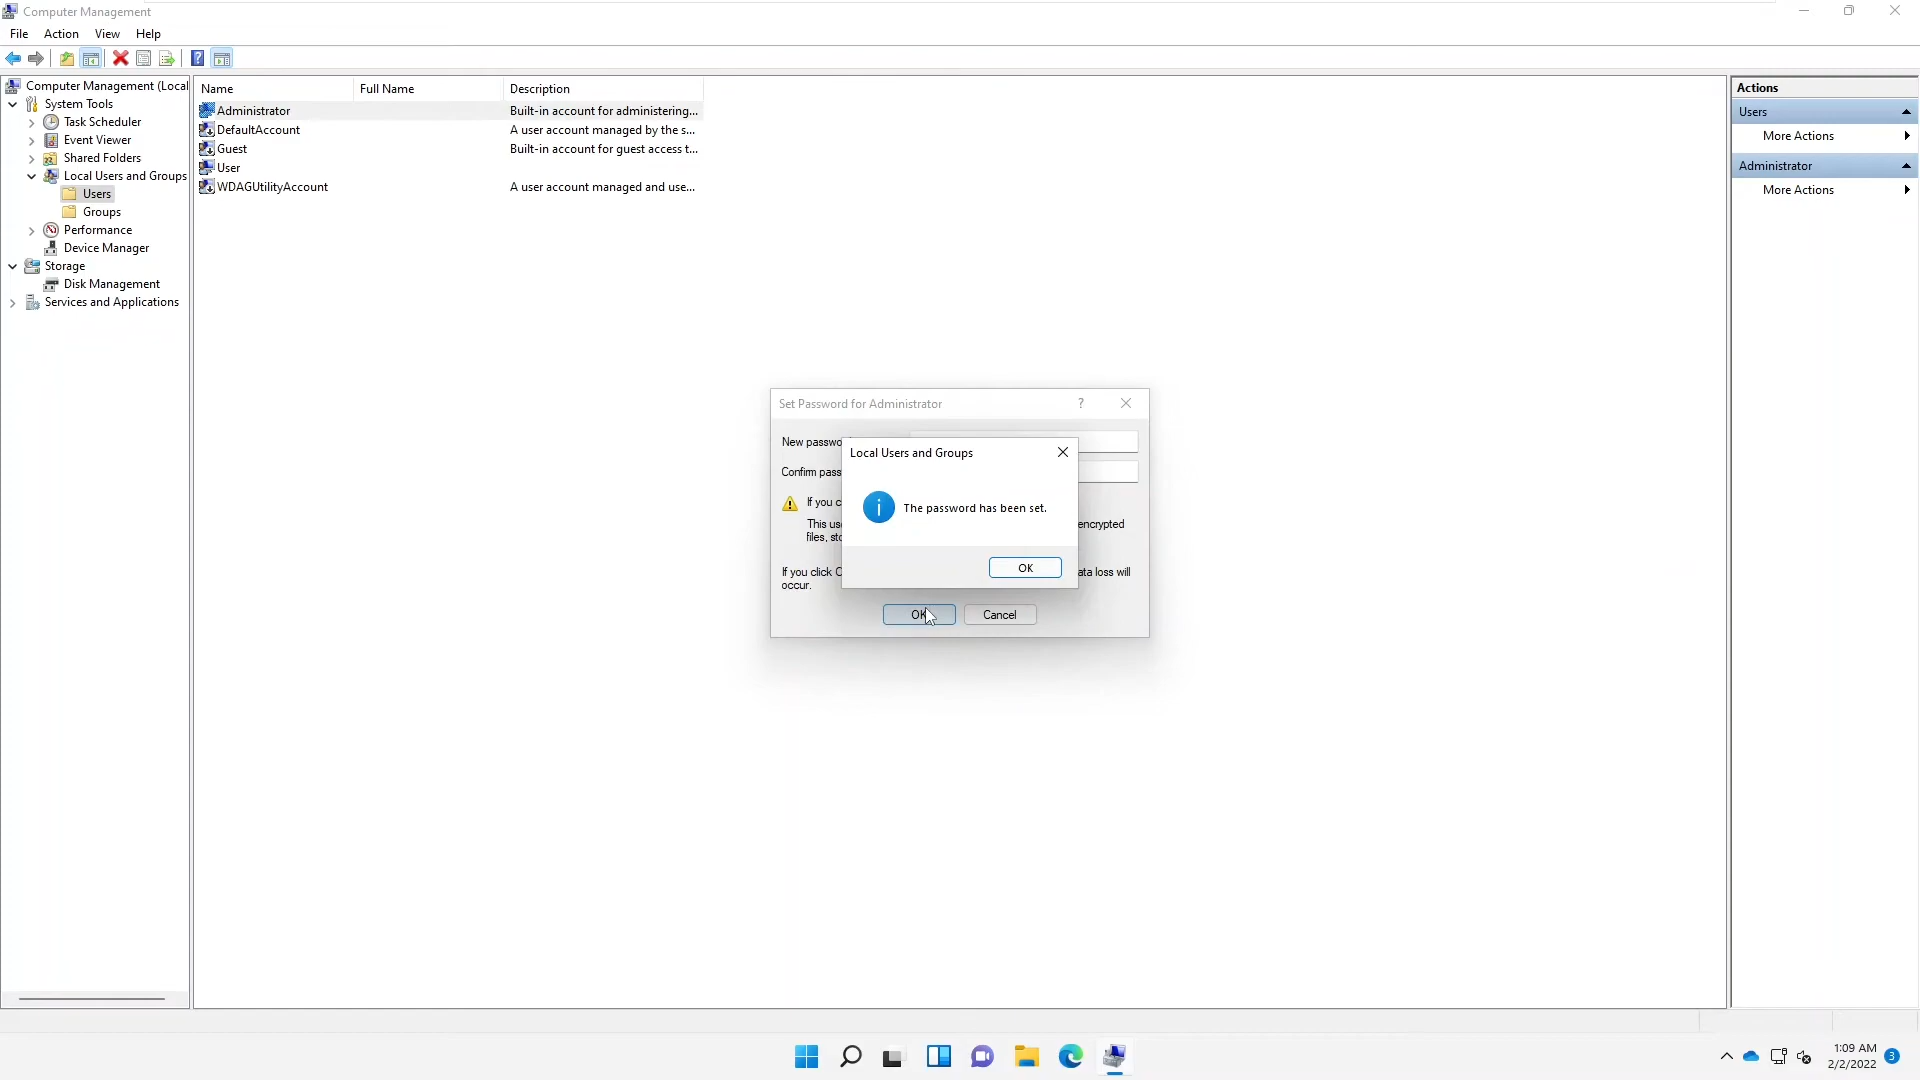 Computer Management
File Action View Help
Computer Management (Local
System Tools
Task Scheduler
Event Viewer
Shared Folders
Local Users and Groups
Users
Groups
Performance
Device Manager
Storage
Disk Management
Services and Applications
Name Full Name Description
Administrator Built-in account for administering...
DefaultAccount A user account managed by the s...
Guest Built-in account for guest access t...
User
WDAGUtilityAccount A user account managed and use...
Actions
Users
More Actions
Administrator
More Actions
Set Password for Administrator ?
New passwo
Confirm pass
If you c
This us encrypted
files, sto
If you click O ata loss will
occur.
OK Cancel
Local Users and Groups
The password has been set.
OK
1:09 AM
2/2/2022 3